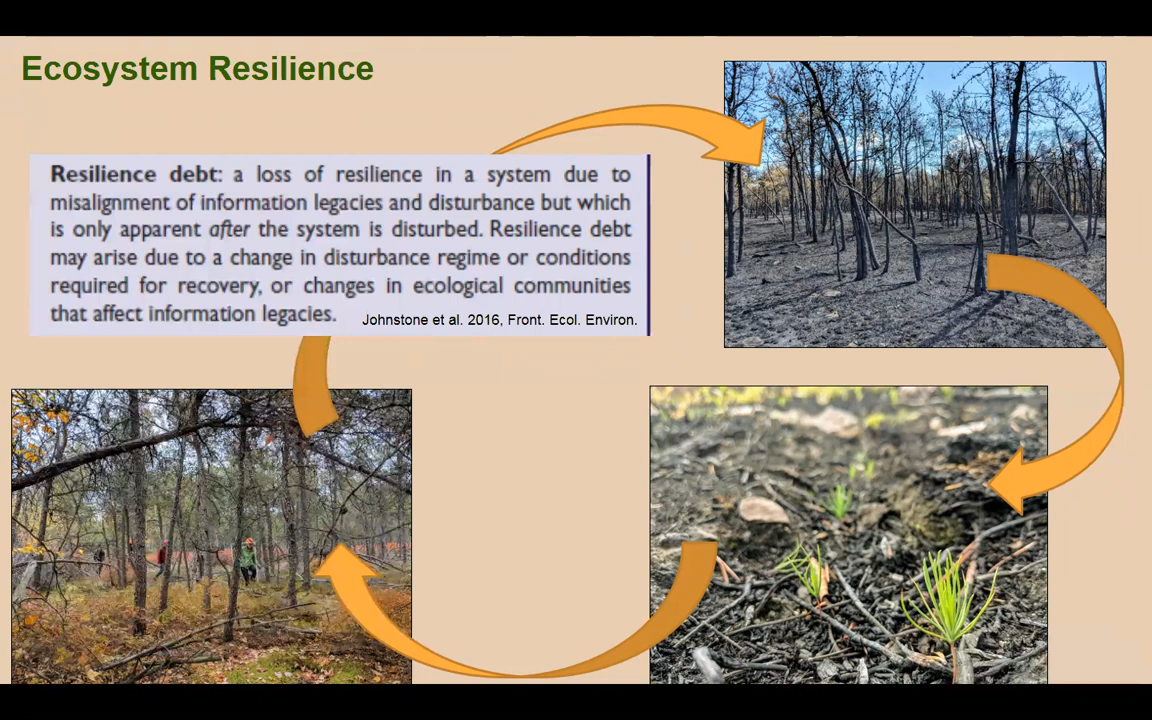 Ecosystem Resilience
Resilience debt: a loss of resilience in a system due to
misalignment of information legacies and disturbance but which
is only apparent after the system is disturbed. Resilience debt
may arise due to a change in disturbance regime or conditions
required for recovery, or changes in ecological communities
that affect information legacies.
Johnstone et al. 2016, Front. Ecol. Environ.